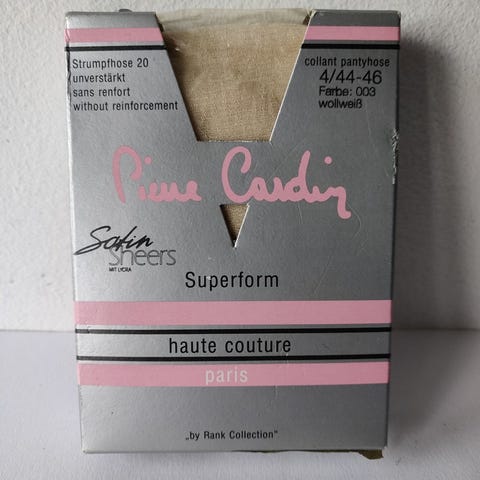 Strumpfhose 20
unverstärkt
sans renfort
without reinforcement
collant pantyhose
4/44-46
Farbe: 003
wollweiß
Pierre Cardin
Satin
Sheers
MIT LYCRA
Superform
haute couture
paris
„by Rank Collection"